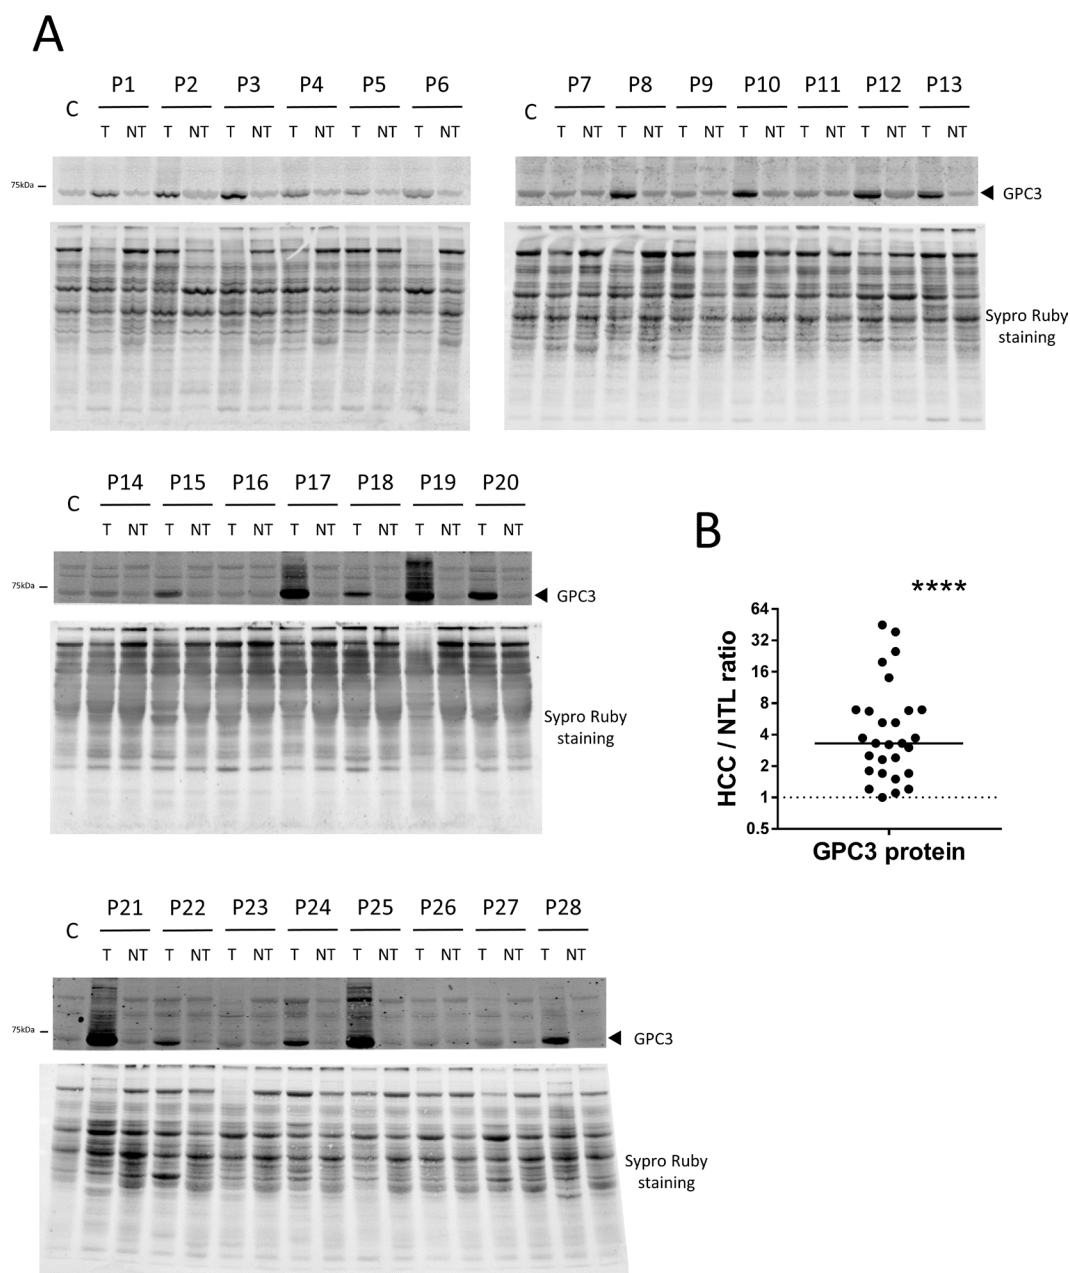 A
P1 P2 P3 P4 P5 P6
C
T NT T NT T NT T NT T NT T NT
75kDa
P7 P8 P9 P10 P11 P12 P13
C
T NT T NT T NT T NT T NT T NT T NT
GPC3
Sypro Ruby
staining
P14 P15 P16 P17 P18 P19 P20
C
T NT T NT T NT T NT T NT T NT T NT
75kDa
GPC3
Sypro Ruby
staining
B
****
64
32
16
8
4
2
1
0.5
HCC / NTL ratio
GPC3 protein
P21 P22 P23 P24 P25 P26 P27 P28
C
T NT T NT T NT T NT T NT T NT T NT T NT
75kDa
GPC3
Sypro Ruby
staining